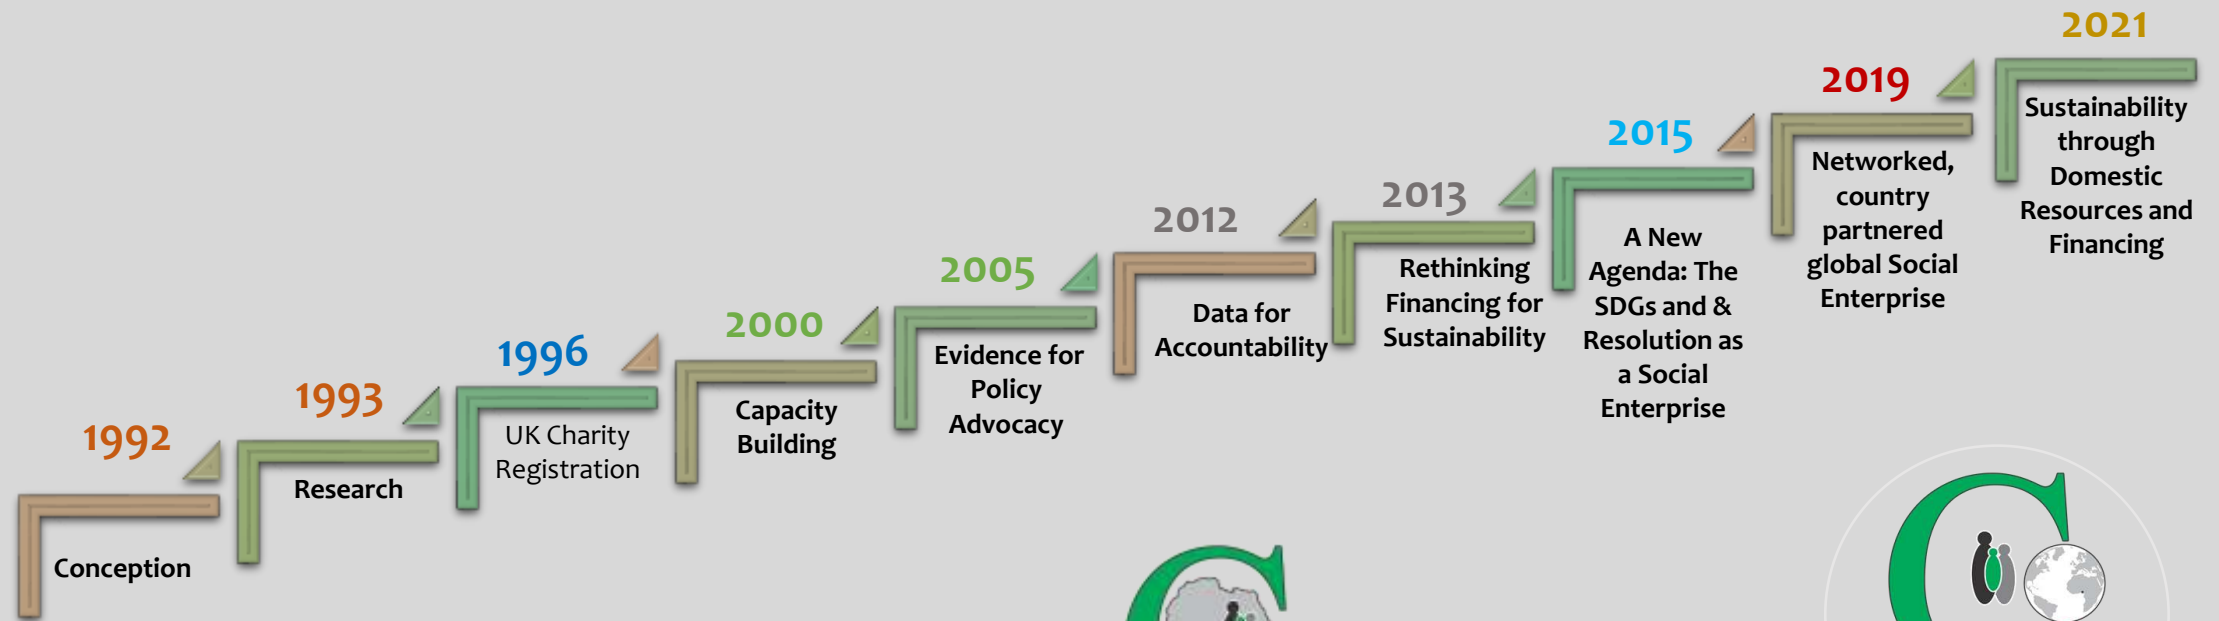 1992
Conception
1993
Research
1996
UK Charity
Registration
2000
Capacity
Building
2005
Evidence for
Policy
Advocacy
2012
Data for
Accountability
2013
Rethinking
Financing for
Sustainability
2015
A New
Agenda: The
SDGs and &
Resolution as
a Social
Enterprise
2019
Networked,
country
partnered
global Social
Enterprise
2021
Sustainability
through
Domestic
Resources and
Financing